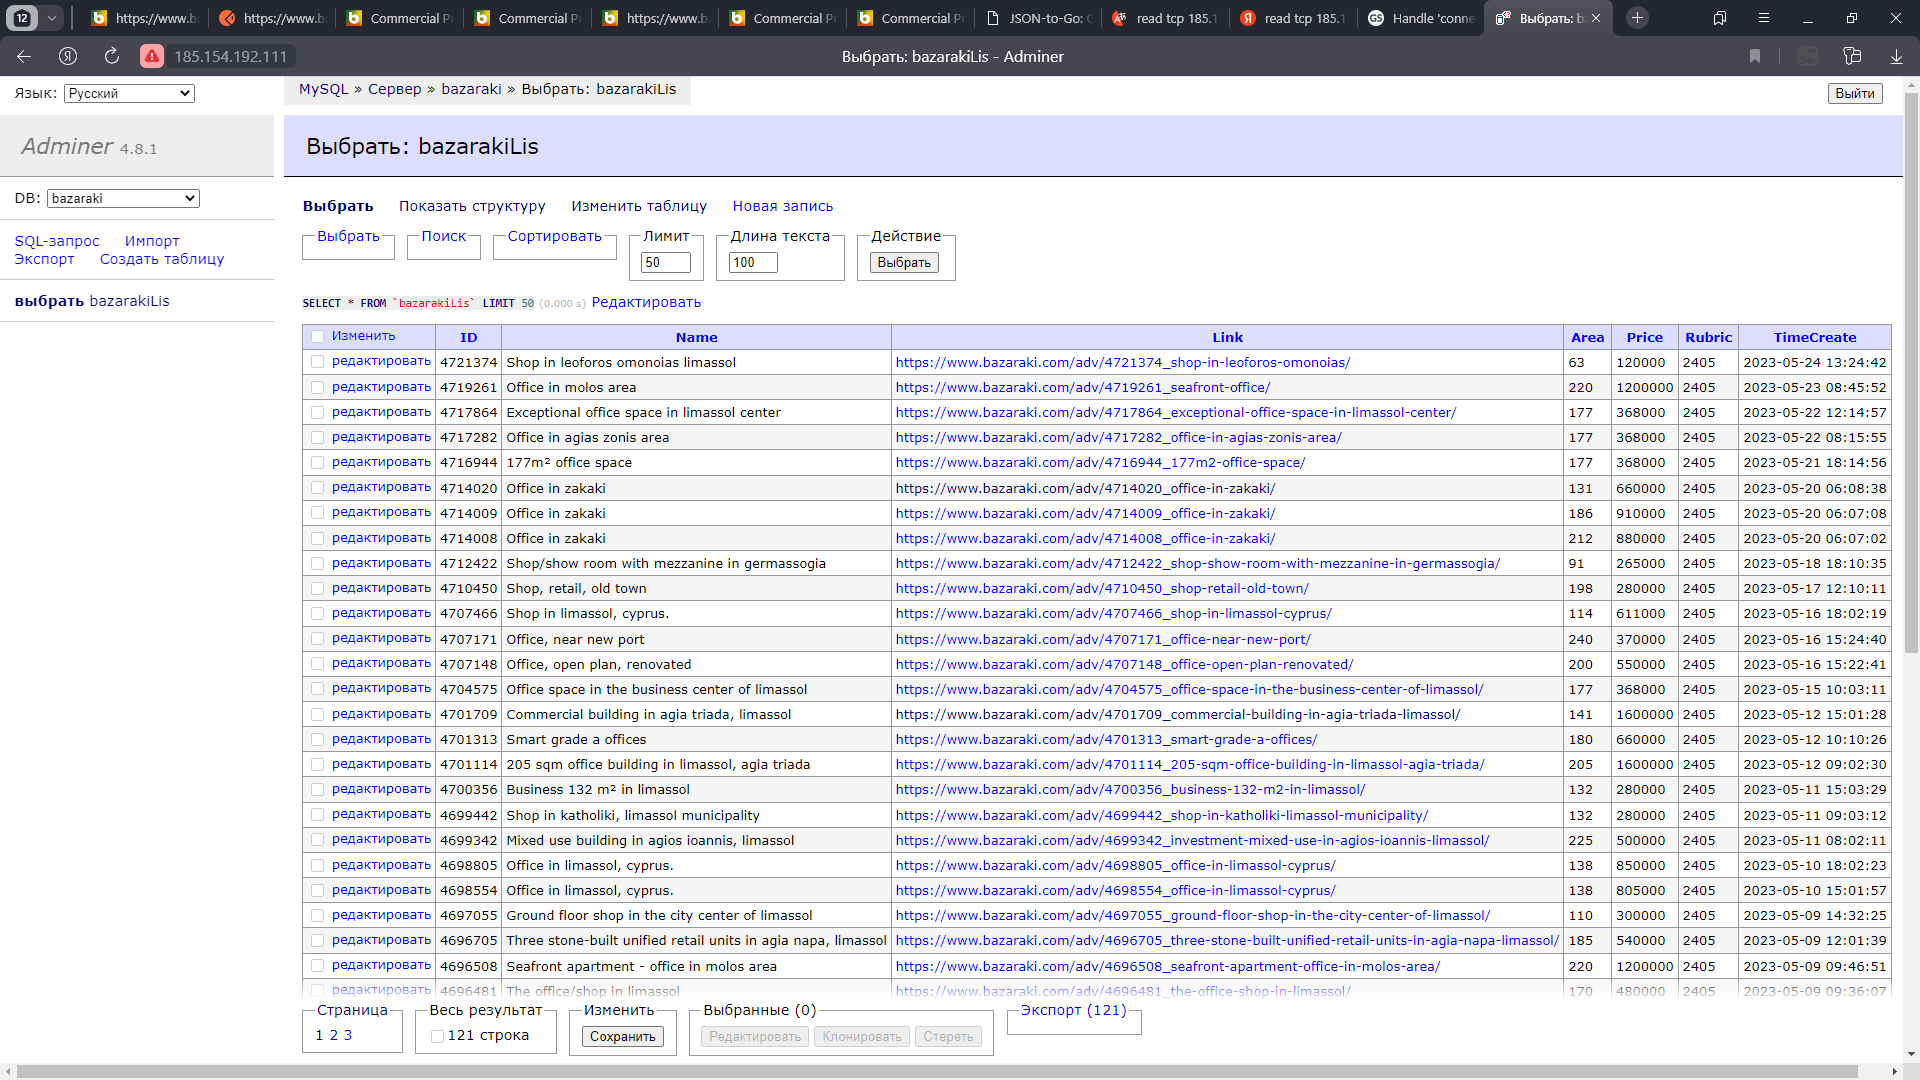 12 https://www.b https://www.b Commercial Pr Commercial Pr https://www.b Commercial Pr Commercial Pr JSON-to-Go: C read tcp 185.1 read tcp 185.1 Handle 'conne Выбрать: b
185.154.192.111 Выбрать: bazarakiLis - Adminer
Язык: Русский MySQL » Сервер » bazaraki » Выбрать: bazarakiLis Выйти
Adminer 4.8.1
Выбрать: bazarakiLis
DB: bazaraki
SQL-запрос Импорт
Экспорт Создать таблицу
выбрать bazarakiLis
Выбрать Показать структуру Изменить таблицу Новая запись
Выбрать Поиск Сортировать Лимит Длина текста Действие
50 100 Выбрать
SELECT * FROM `bazarakiLis` LIMIT 50 (0.000 s) Редактировать
Изменить ID Name Link Area Price Rubric TimeCreate
редактировать 4721374 Shop in leoforos omonoias limassol https://www.bazaraki.com/adv/4721374_shop-in-leoforos-omonoias/ 63 120000 2405 2023-05-24 13:24:42
редактировать 4719261 Office in molos area https://www.bazaraki.com/adv/4719261_seafront-office/ 220 1200000 2405 2023-05-23 08:45:52
редактировать 4717864 Exceptional office space in limassol center https://www.bazaraki.com/adv/4717864_exceptional-office-space-in-limassol-center/ 177 368000 2405 2023-05-22 12:14:57
редактировать 4717282 Office in agias zonis area https://www.bazaraki.com/adv/4717282_office-in-agias-zonis-area/ 177 368000 2405 2023-05-22 08:15:55
редактировать 4716944 177m² office space https://www.bazaraki.com/adv/4716944_177m2-office-space/ 177 368000 2405 2023-05-21 18:14:56
редактировать 4714020 Office in zakaki https://www.bazaraki.com/adv/4714020_office-in-zakaki/ 131 660000 2405 2023-05-20 06:08:38
редактировать 4714009 Office in zakaki https://www.bazaraki.com/adv/4714009_office-in-zakaki/ 186 910000 2405 2023-05-20 06:07:08
редактировать 4714008 Office in zakaki https://www.bazaraki.com/adv/4714008_office-in-zakaki/ 212 880000 2405 2023-05-20 06:07:02
редактировать 4712422 Shop/show room with mezzanine in germassogia https://www.bazaraki.com/adv/4712422_shop-show-room-with-mezzanine-in-germassogia/ 91 265000 2405 2023-05-18 18:10:35
редактировать 4710450 Shop, retail, old town https://www.bazaraki.com/adv/4710450_shop-retail-old-town/ 198 280000 2405 2023-05-17 12:10:11
редактировать 4707466 Shop in limassol, cyprus. https://www.bazaraki.com/adv/4707466_shop-in-limassol-cyprus/ 114 611000 2405 2023-05-16 18:02:19
редактировать 4707171 Office, near new port https://www.bazaraki.com/adv/4707171_office-near-new-port/ 240 370000 2405 2023-05-16 15:24:40
редактировать 4707148 Office, open plan, renovated https://www.bazaraki.com/adv/4707148_office-open-plan-renovated/ 200 550000 2405 2023-05-16 15:22:41
редактировать 4704575 Office space in the business center of limassol https://www.bazaraki.com/adv/4704575_office-space-in-the-business-center-of-limassol/ 177 368000 2405 2023-05-15 10:03:11
редактировать 4701709 Commercial building in agia triada, limassol https://www.bazaraki.com/adv/4701709_commercial-building-in-agia-triada-limassol/ 141 1600000 2405 2023-05-12 15:01:28
редактировать 4701313 Smart grade a offices https://www.bazaraki.com/adv/4701313_smart-grade-a-offices/ 180 660000 2405 2023-05-12 10:10:26
редактировать 4701114 205 sqm office building in limassol, agia triada https://www.bazaraki.com/adv/4701114_205-sqm-office-building-in-limassol-agia-triada/ 205 1600000 2405 2023-05-12 09:02:30
редактировать 4700356 Business 132 m² in limassol https://www.bazaraki.com/adv/4700356_business-132-m2-in-limassol/ 132 280000 2405 2023-05-11 15:03:29
редактировать 4699442 Shop in katholiki, limassol municipality https://www.bazaraki.com/adv/4699442_shop-in-katholiki-limassol-municipality/ 132 280000 2405 2023-05-11 09:03:12
редактировать 4699342 Mixed use building in agios ioannis, limassol https://www.bazaraki.com/adv/4699342_investment-mixed-use-in-agios-ioannis-limassol/ 225 500000 2405 2023-05-11 08:02:11
редактировать 4698805 Office in limassol, cyprus. https://www.bazaraki.com/adv/4698805_office-in-limassol-cyprus/ 138 850000 2405 2023-05-10 18:02:23
редактировать 4698554 Office in limassol, cyprus. https://www.bazaraki.com/adv/4698554_office-in-limassol-cyprus/ 138 805000 2405 2023-05-10 15:01:57
редактировать 4697055 Ground floor shop in the city center of limassol https://www.bazaraki.com/adv/4697055_ground-floor-shop-in-the-city-center-of-limassol/ 110 300000 2405 2023-05-09 14:32:25
редактировать 4696705 Three stone-built unified retail units in agia napa, limassol https://www.bazaraki.com/adv/4696705_three-stone-built-unified-retail-units-in-agia-napa-limassol/ 185 540000 2405 2023-05-09 12:01:39
редактировать 4696508 Seafront apartment - office in molos area https://www.bazaraki.com/adv/4696508_seafront-apartment-office-in-molos-area/ 220 1200000 2405 2023-05-09 09:46:51
редактировать 4696481 The office/shop in limassol https://www.bazaraki.com/adv/4696481_the-office-shop-in-limassol/ 170 480000 2405 2023-05-09 09:36:07
Страница Весь результат Изменить Выбранные (0) Экспорт (121)
1 2 3 121 строка Сохранить Редактировать Клонировать Стереть